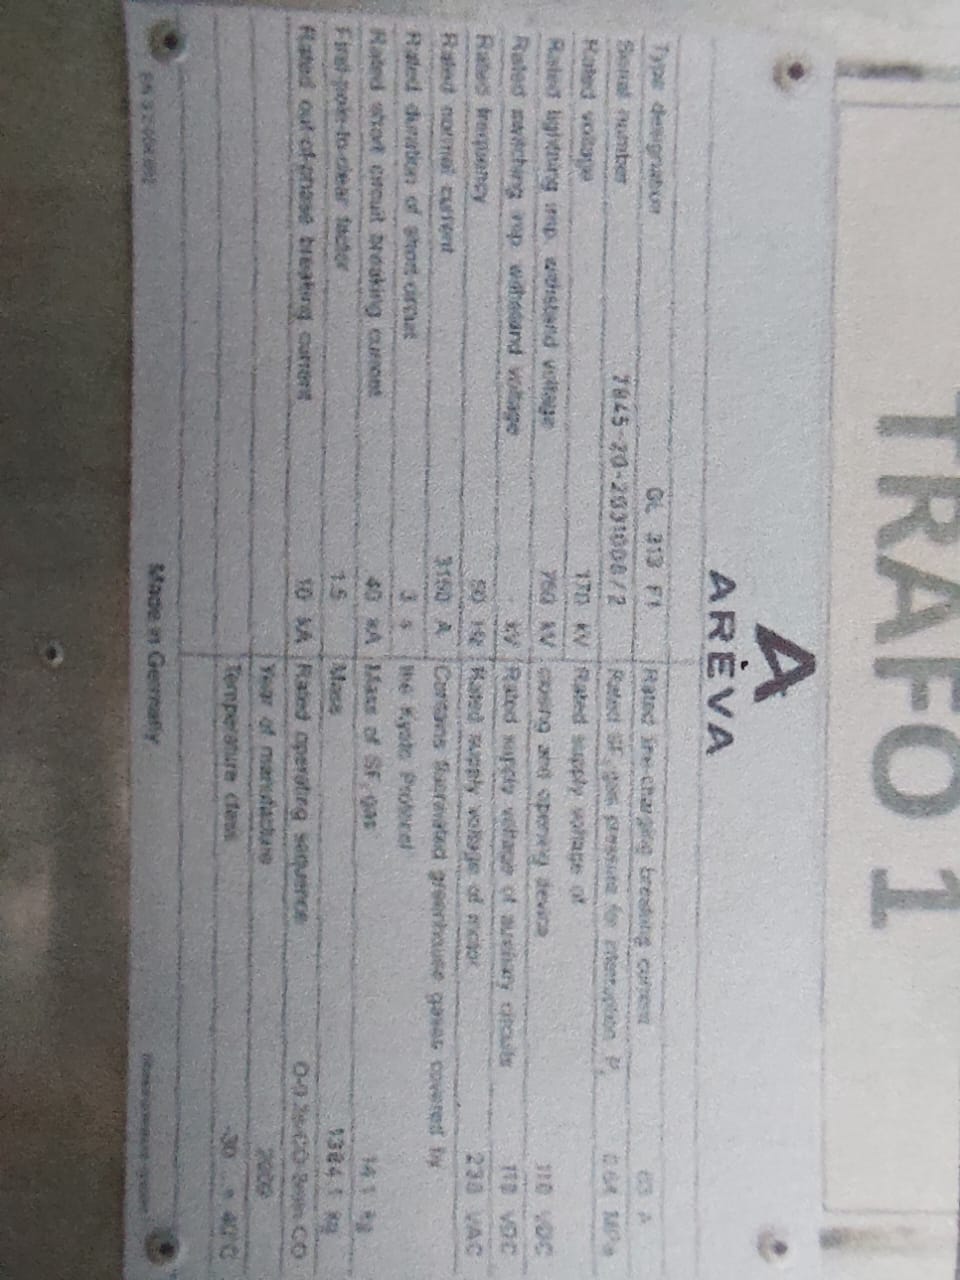 TRAFO 1
AREVA
Type designation GL 313 F1
Serial number 7845-20-2031008/2
Rated voltage 170 kV
Rated lightning imp. withstand voltage 750 kV
Rated switching imp. withstand voltage - kV
Rated frequency 50 Hz
Rated normal current 3150 A
Rated duration of short-circuit 3 s
Rated short circuit breaking current 40 kA
First-pole-to-clear factor 1.5
Rated out-of-phase breaking current 10 kA
Rated line-charging breaking current 63 A
Rated SF₆ gas pressure for interruption 0.64 MPa
Rated supply voltage of
closing and opening device 110 VDC
Rated supply voltage of auxiliary circuits 110 VDC
Rated supply voltage of motor 230 VAC
Contains fluorinated greenhouse gases covered by
the Kyoto Protocol
Mass of SF₆ gas 14.1 kg
Mass 1384.1 kg
Rated operating sequence O-0.3s-CO-3min-CO
Year of manufacture 2009
Temperature class -30 ... + 40°C
Made in Germany